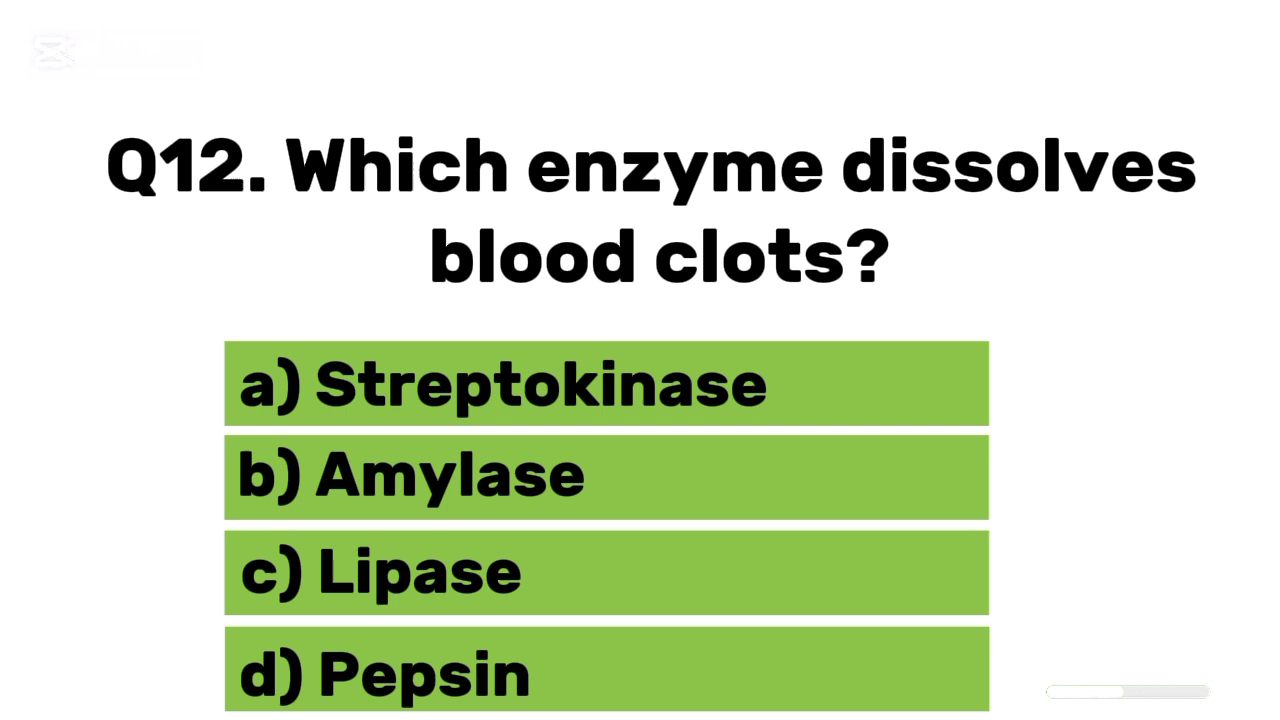 Q12. Which enzyme dissolves
blood clots?
a) Streptokinase
b) Amylase
c) Lipase
d) Pepsin